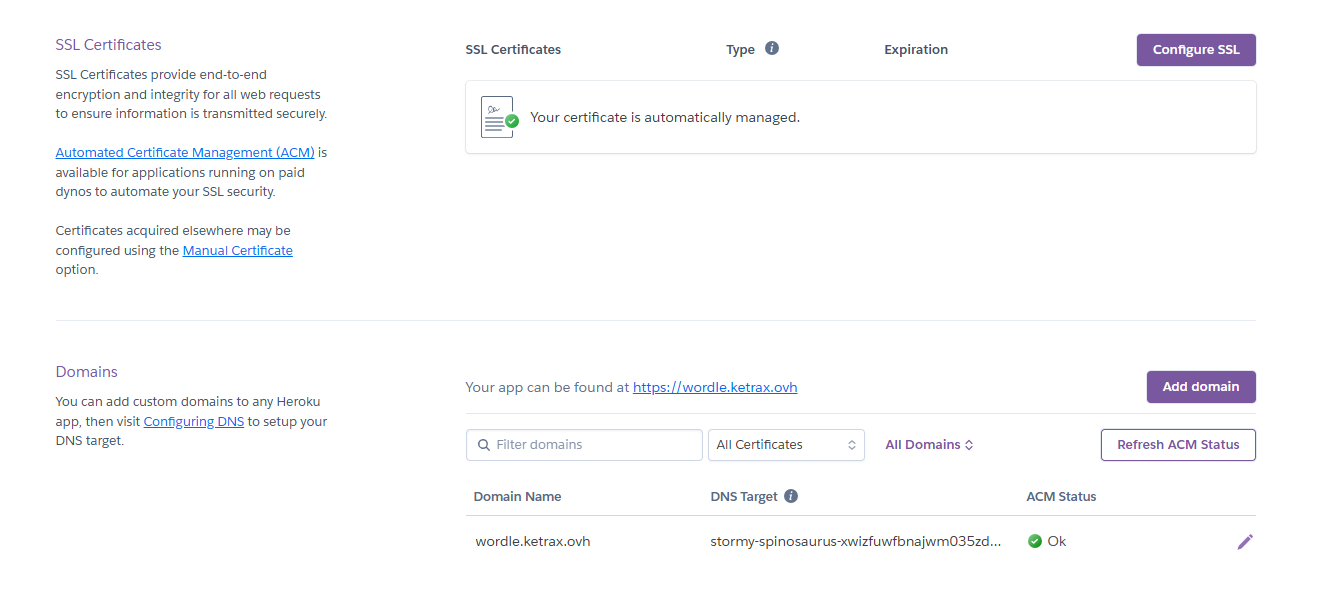 SSL Certificates
SSL Certificates provide end-to-end
encryption and integrity for all web requests
to ensure information is transmitted securely.
Automated Certificate Management (ACM) is
available for applications running on paid
dynos to automate your SSL security.
Certificates acquired elsewhere may be
configured using the Manual Certificate
option.
SSL Certificates Type Expiration Configure SSL
Your certificate is automatically managed.
Domains
You can add custom domains to any Heroku
app, then visit Configuring DNS to setup your
DNS target.
Your app can be found at https://wordle.ketrax.ovh Add domain
Filter domains All Certificates All Domains Refresh ACM Status
Domain Name DNS Target ACM Status
wordle.ketrax.ovh stormy-spinosaurus-xwizfuwfbnajwm035zd... Ok